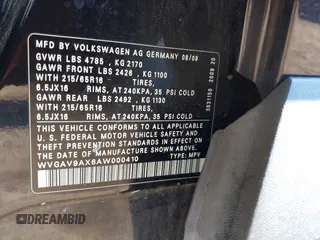 MFD BY VOLKSWAGEN AG GERMANY 08/09
GVWR LBS 4785 , KG 2170
GAWR FRONT LBS 2426 , KG 1100
WITH 215/65R16 TIRES,
6.5JX16 RIMS, AT 240KPA, 35 PSI COLD
GAWR REAR LBS 2492 , KG 1130
WITH 215/65R16 TIRES,
6.5JX16 RIMS, AT 240KPA, 35 PSI COLD
THIS VEHICLE CONFORMS TO ALL APPLICABLE
U.S. FEDERAL MOTOR VEHICLE SAFETY AND
THEFT PREVENTION STANDARDS IN EFFECT ON THE
DATE OF MANUFACTURE SHOWN ABOVE.
WVGAV9AX6AW000410 TYPE: MPV
DREAMBID